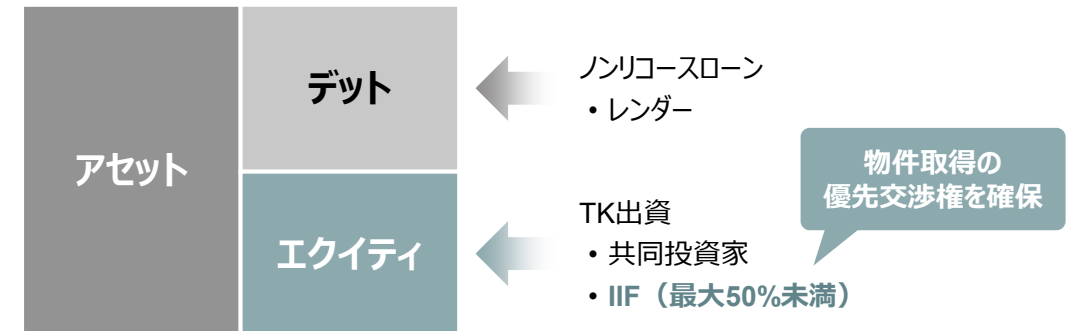 アセット
デット
エクイティ
ノンリコースローン
・レンダー
物件取得の
優先交渉権を確保
TK出資
・共同投資家
・IIF（最大50%未満）